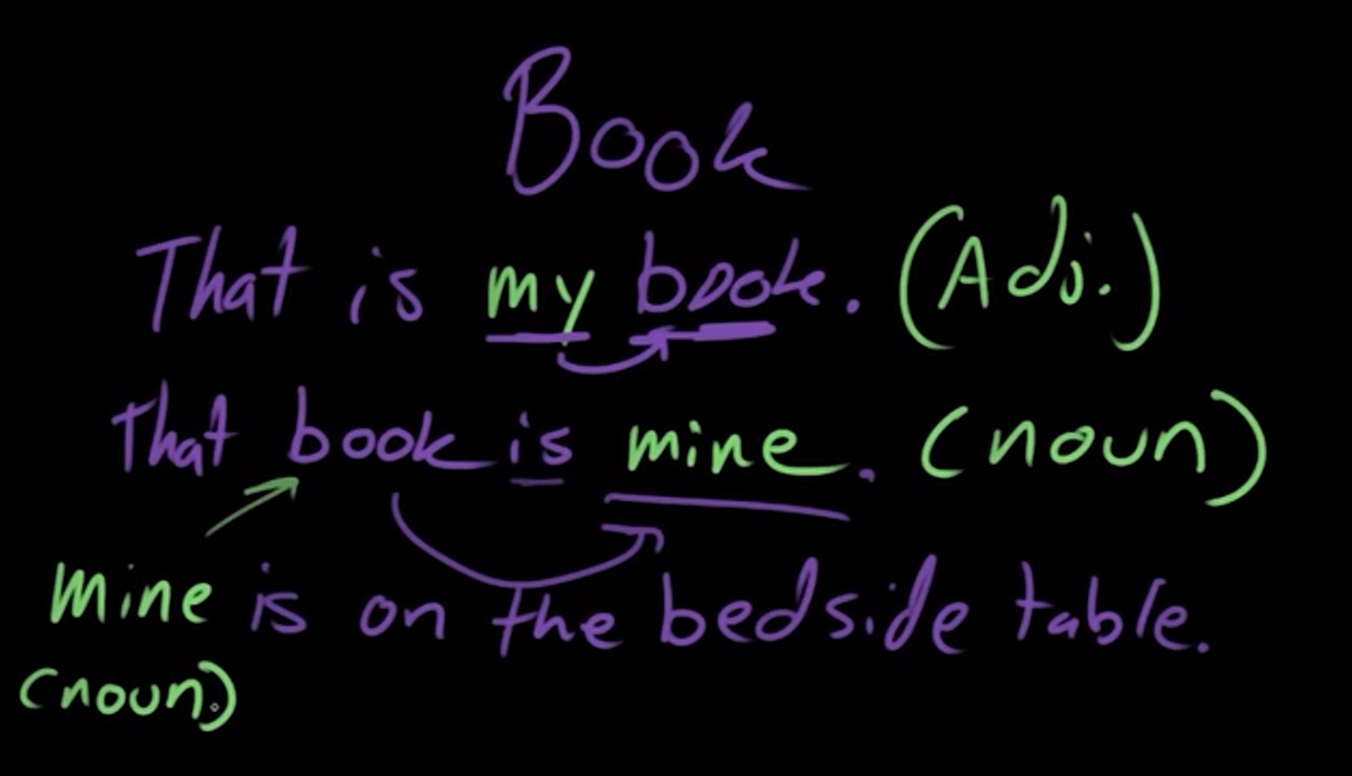 Book
That is my book. (Adj.)
That book is mine. (noun)
Mine is on the bedside table.
(noun)